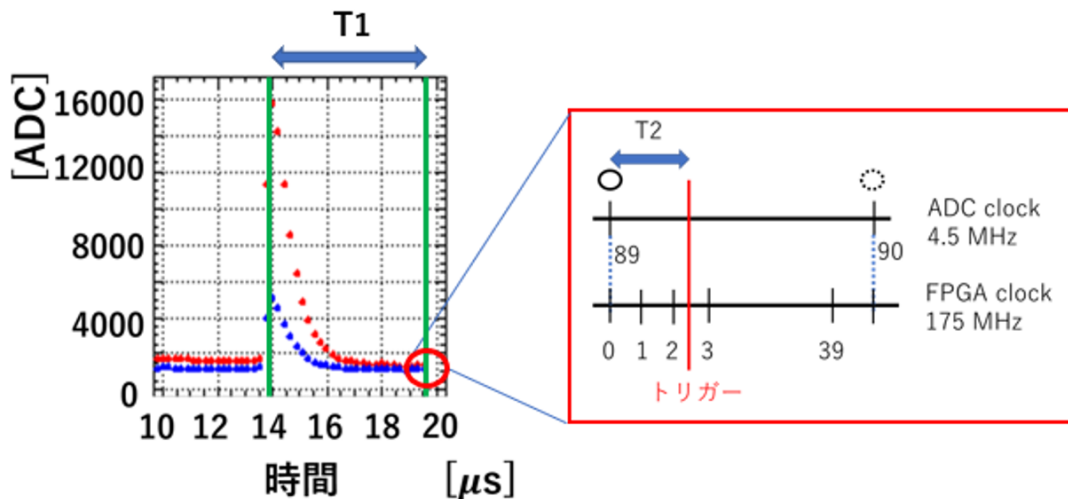 T1
[ADC]
16000
12000
8000
4000
0
10 12 14 16 18 20
時間 [μs]
T2
ADC clock
4.5 MHz
89
90
FPGA clock
175 MHz
0 1 2 3 39
トリガー